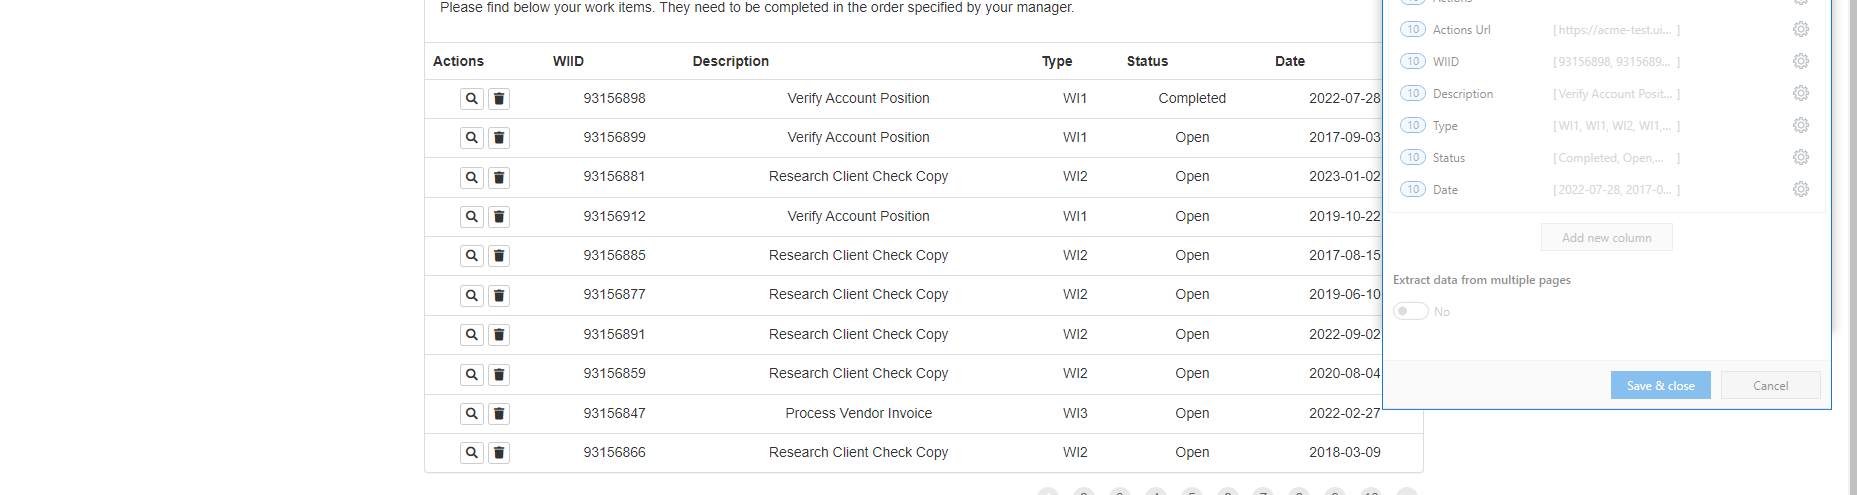 Please find below your work items. They need to be completed in the order specified by your manager.
Actions WIID Description Type Status Date
93156898 Verify Account Position WI1 Completed 2022-07-28
93156899 Verify Account Position WI1 Open 2017-09-03
93156881 Research Client Check Copy WI2 Open 2023-01-02
93156912 Verify Account Position WI1 Open 2019-10-22
93156885 Research Client Check Copy WI2 Open 2017-08-15
93156877 Research Client Check Copy WI2 Open 2019-06-10
93156891 Research Client Check Copy WI2 Open 2022-09-02
93156859 Research Client Check Copy WI2 Open 2020-08-04
93156847 Process Vendor Invoice WI3 Open 2022-02-27
93156866 Research Client Check Copy WI2 Open 2018-03-09
10 Actions Url [ https://acme-test.ui... ]
10 WIID [ 93156898, 9315689... ]
10 Description [ Verify Account Posit... ]
10 Type [ WI1, WI1, WI2, WI1,... ]
10 Status [ Completed, Open,... ]
10 Date [ 2022-07-28, 2017-0... ]
Add new column
Extract data from multiple pages
No
Save & close Cancel